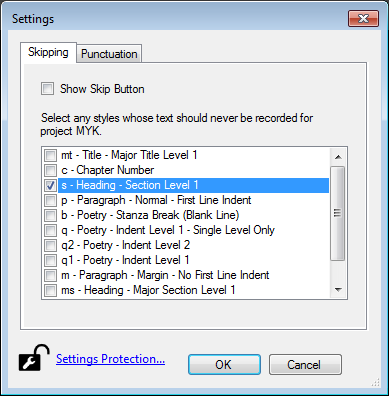 Settings
Skipping
Punctuation
Show Skip Button
Select any styles whose text should never be recorded for
project MYK.
mt - Title - Major Title Level 1
c - Chapter Number
s - Heading - Section Level 1
p - Paragraph - Normal - First Line Indent
b - Poetry - Stanza Break (Blank Line)
q - Poetry - Indent Level 1 - Single Level Only
q2 - Poetry - Indent Level 2
q1 - Poetry - Indent Level 1
m - Paragraph - Margin - No First Line Indent
ms - Heading - Major Section Level 1
Settings Protection...
OK
Cancel